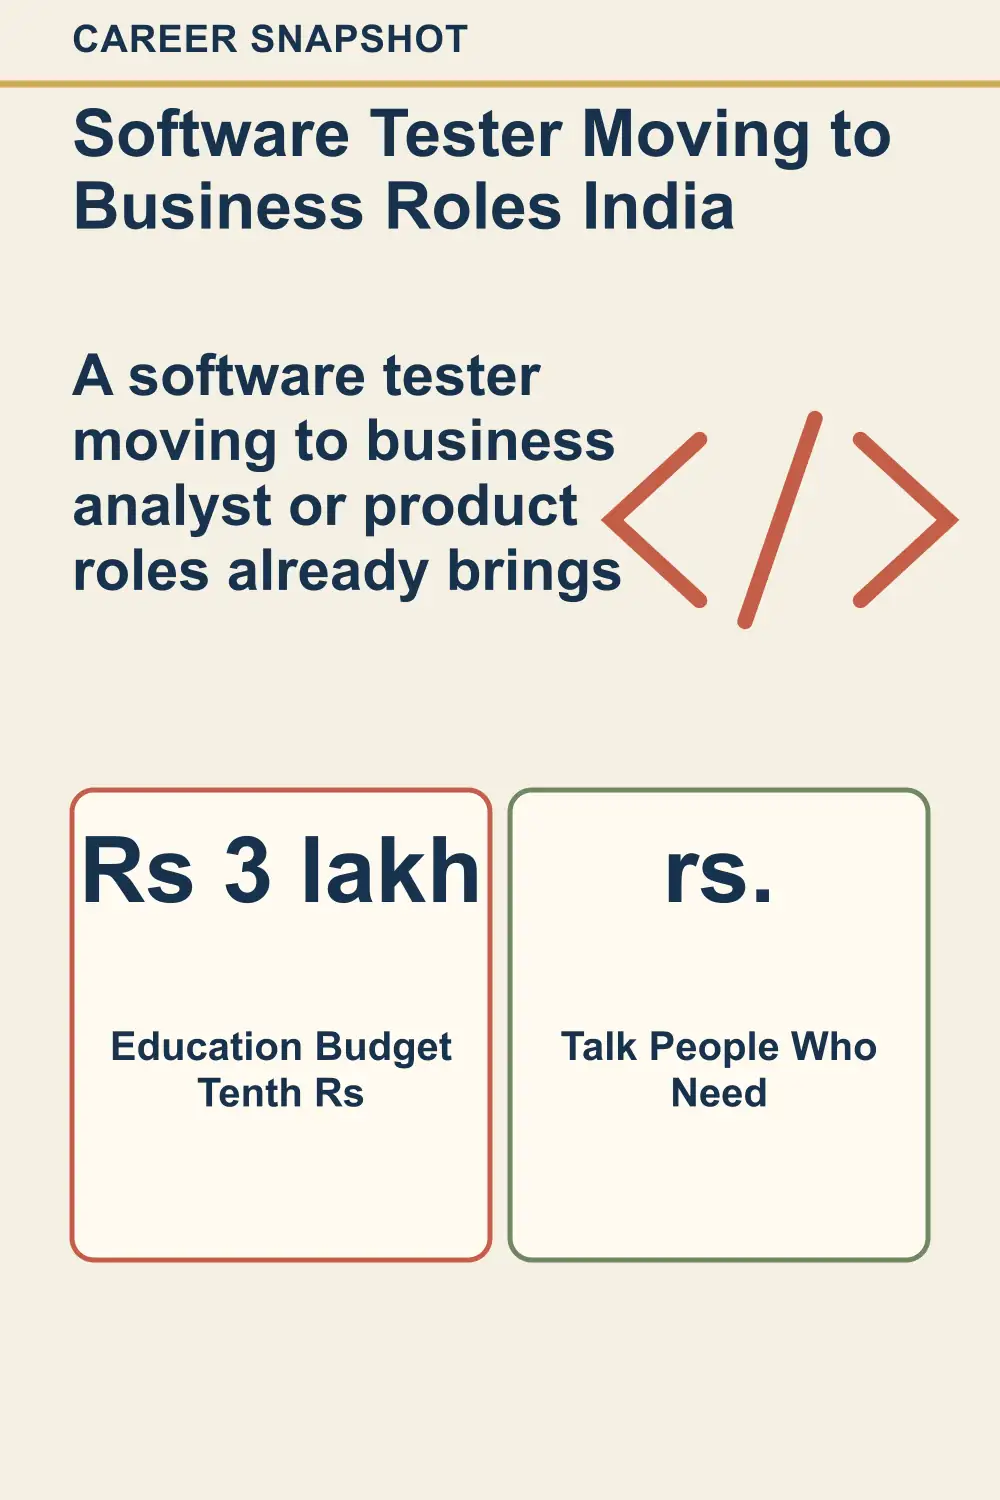 CAREER SNAPSHOT
Software Tester Moving to
Business Roles India
A software tester
moving to business
analyst or product
roles already brings
</>
Rs 3 lakh
Education Budget
Tenth Rs
rs.
Talk People Who
Need